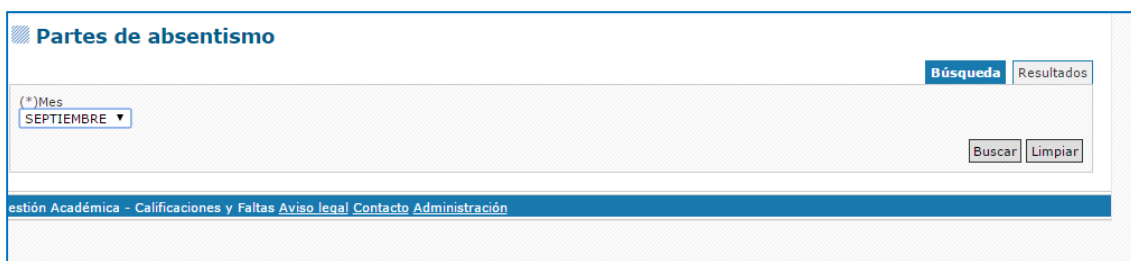 Partes de absentismo
Búsqueda Resultados
(*)Mes
SEPTIEMBRE
Buscar Limpiar
estión Académica - Calificaciones y Faltas Aviso legal Contacto Administración